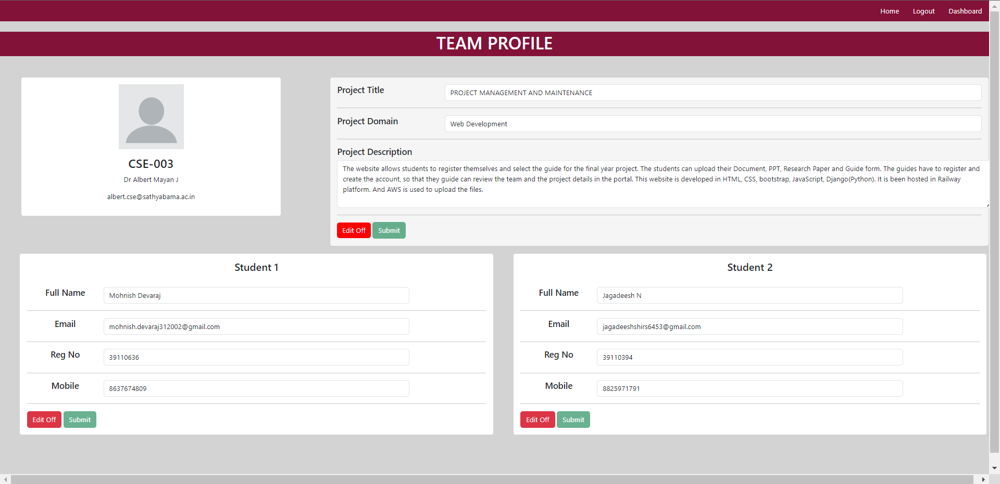 Home Logout Dashboard
TEAM PROFILE
CSE-003
Dr Albert Mayan J
albert.cse@sathyabama.ac.in
Project Title PROJECT MANAGEMENT AND MAINTENANCE
Project Domain Web Development
Project Description
The website allows students to register themselves and select the guide for the final year project. The students can upload their Document, PPT, Research Paper and Guide form. The guides have to register and
create the account, so that they guide can review the team and the project details in the portal. This website is developed in HTML, CSS, bootstrap, JavaScript, Django(Python). It is been hosted in Railway
platform. And AWS is used to upload the files.
Edit Off Submit
Student 1
Full Name Mohnish Devaraj
Email mohnish.devaraj312002@gmail.com
Reg No 39110636
Mobile 8637674809
Edit Off Submit
Student 2
Full Name Jagadeesh N
Email jagadeeshshirs6453@gmail.com
Reg No 39110394
Mobile 8825971791
Edit Off Submit